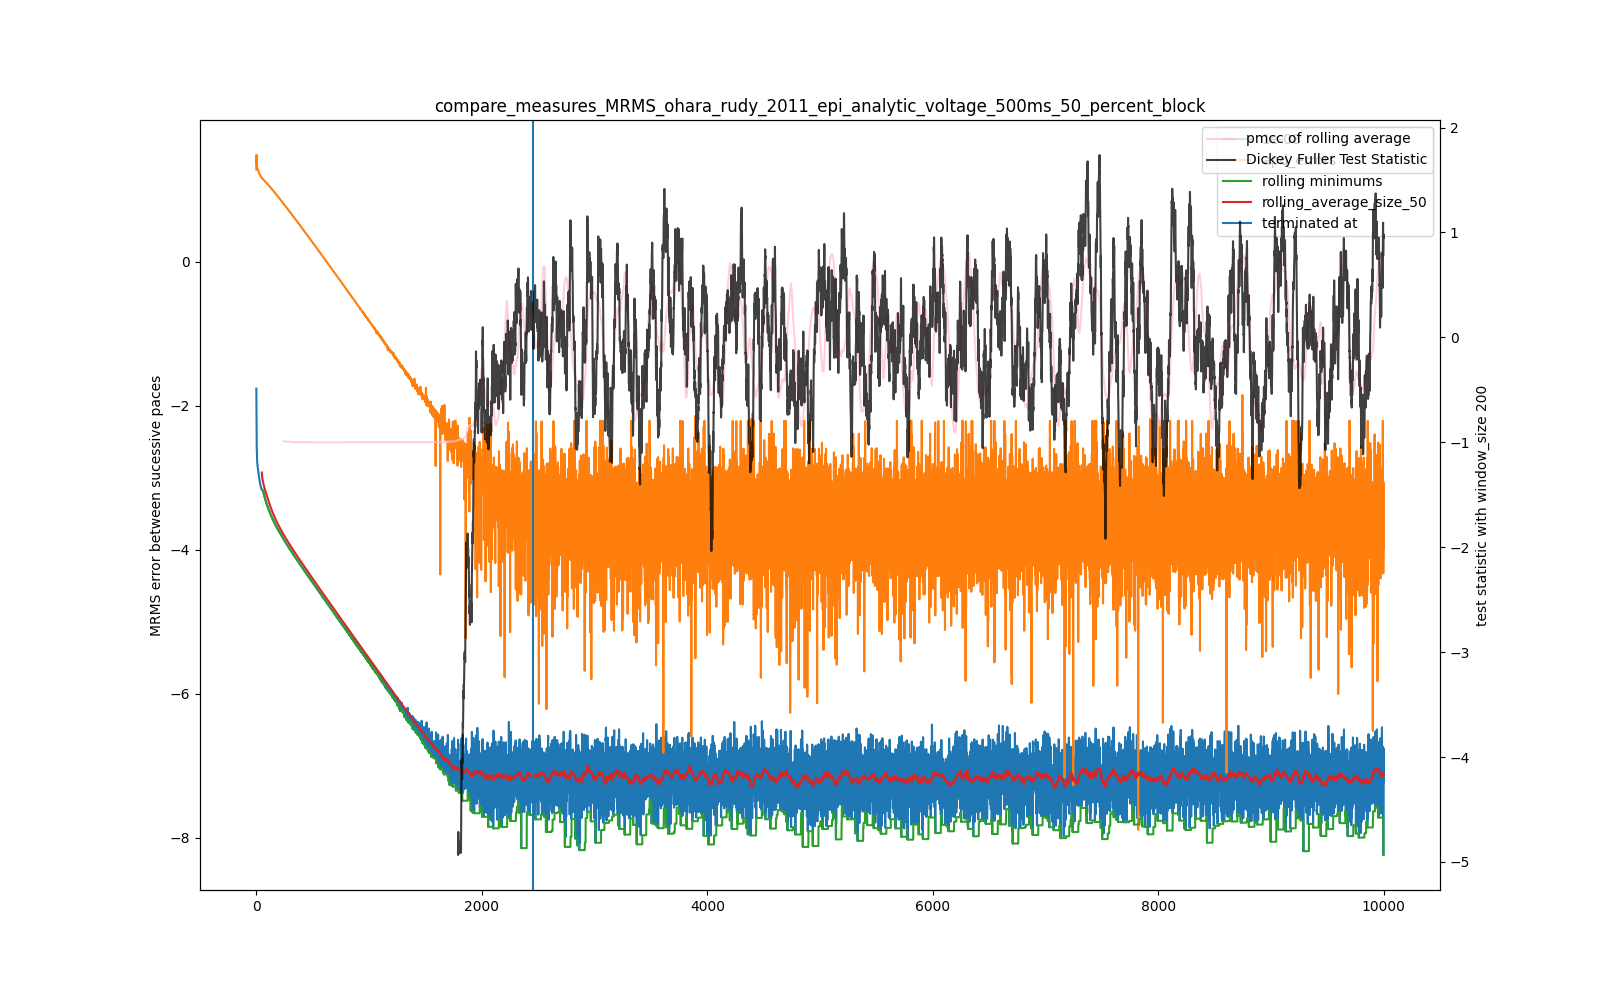 compare_measures_MRMS_ohara_rudy_2011_epi_analytic_voltage_500ms_50_percent_block
MRMS error between sucessive paces
0
−2
−4
−6
−8
0
2000
4000
6000
8000
10000
2
1
0
−1
−2
−3
−4
−5
test statistic with window_size 200
pmcc of rolling average
Dickey Fuller Test Statistic
rolling minimums
rolling_average_size_50
terminated at